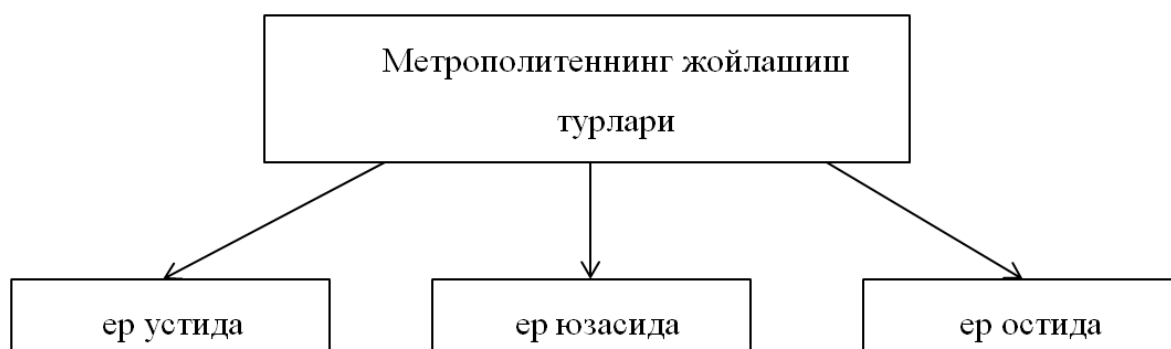 Метрополитеннинг жойлашиш
турлари
ер устида
ер юзасида
ер остида